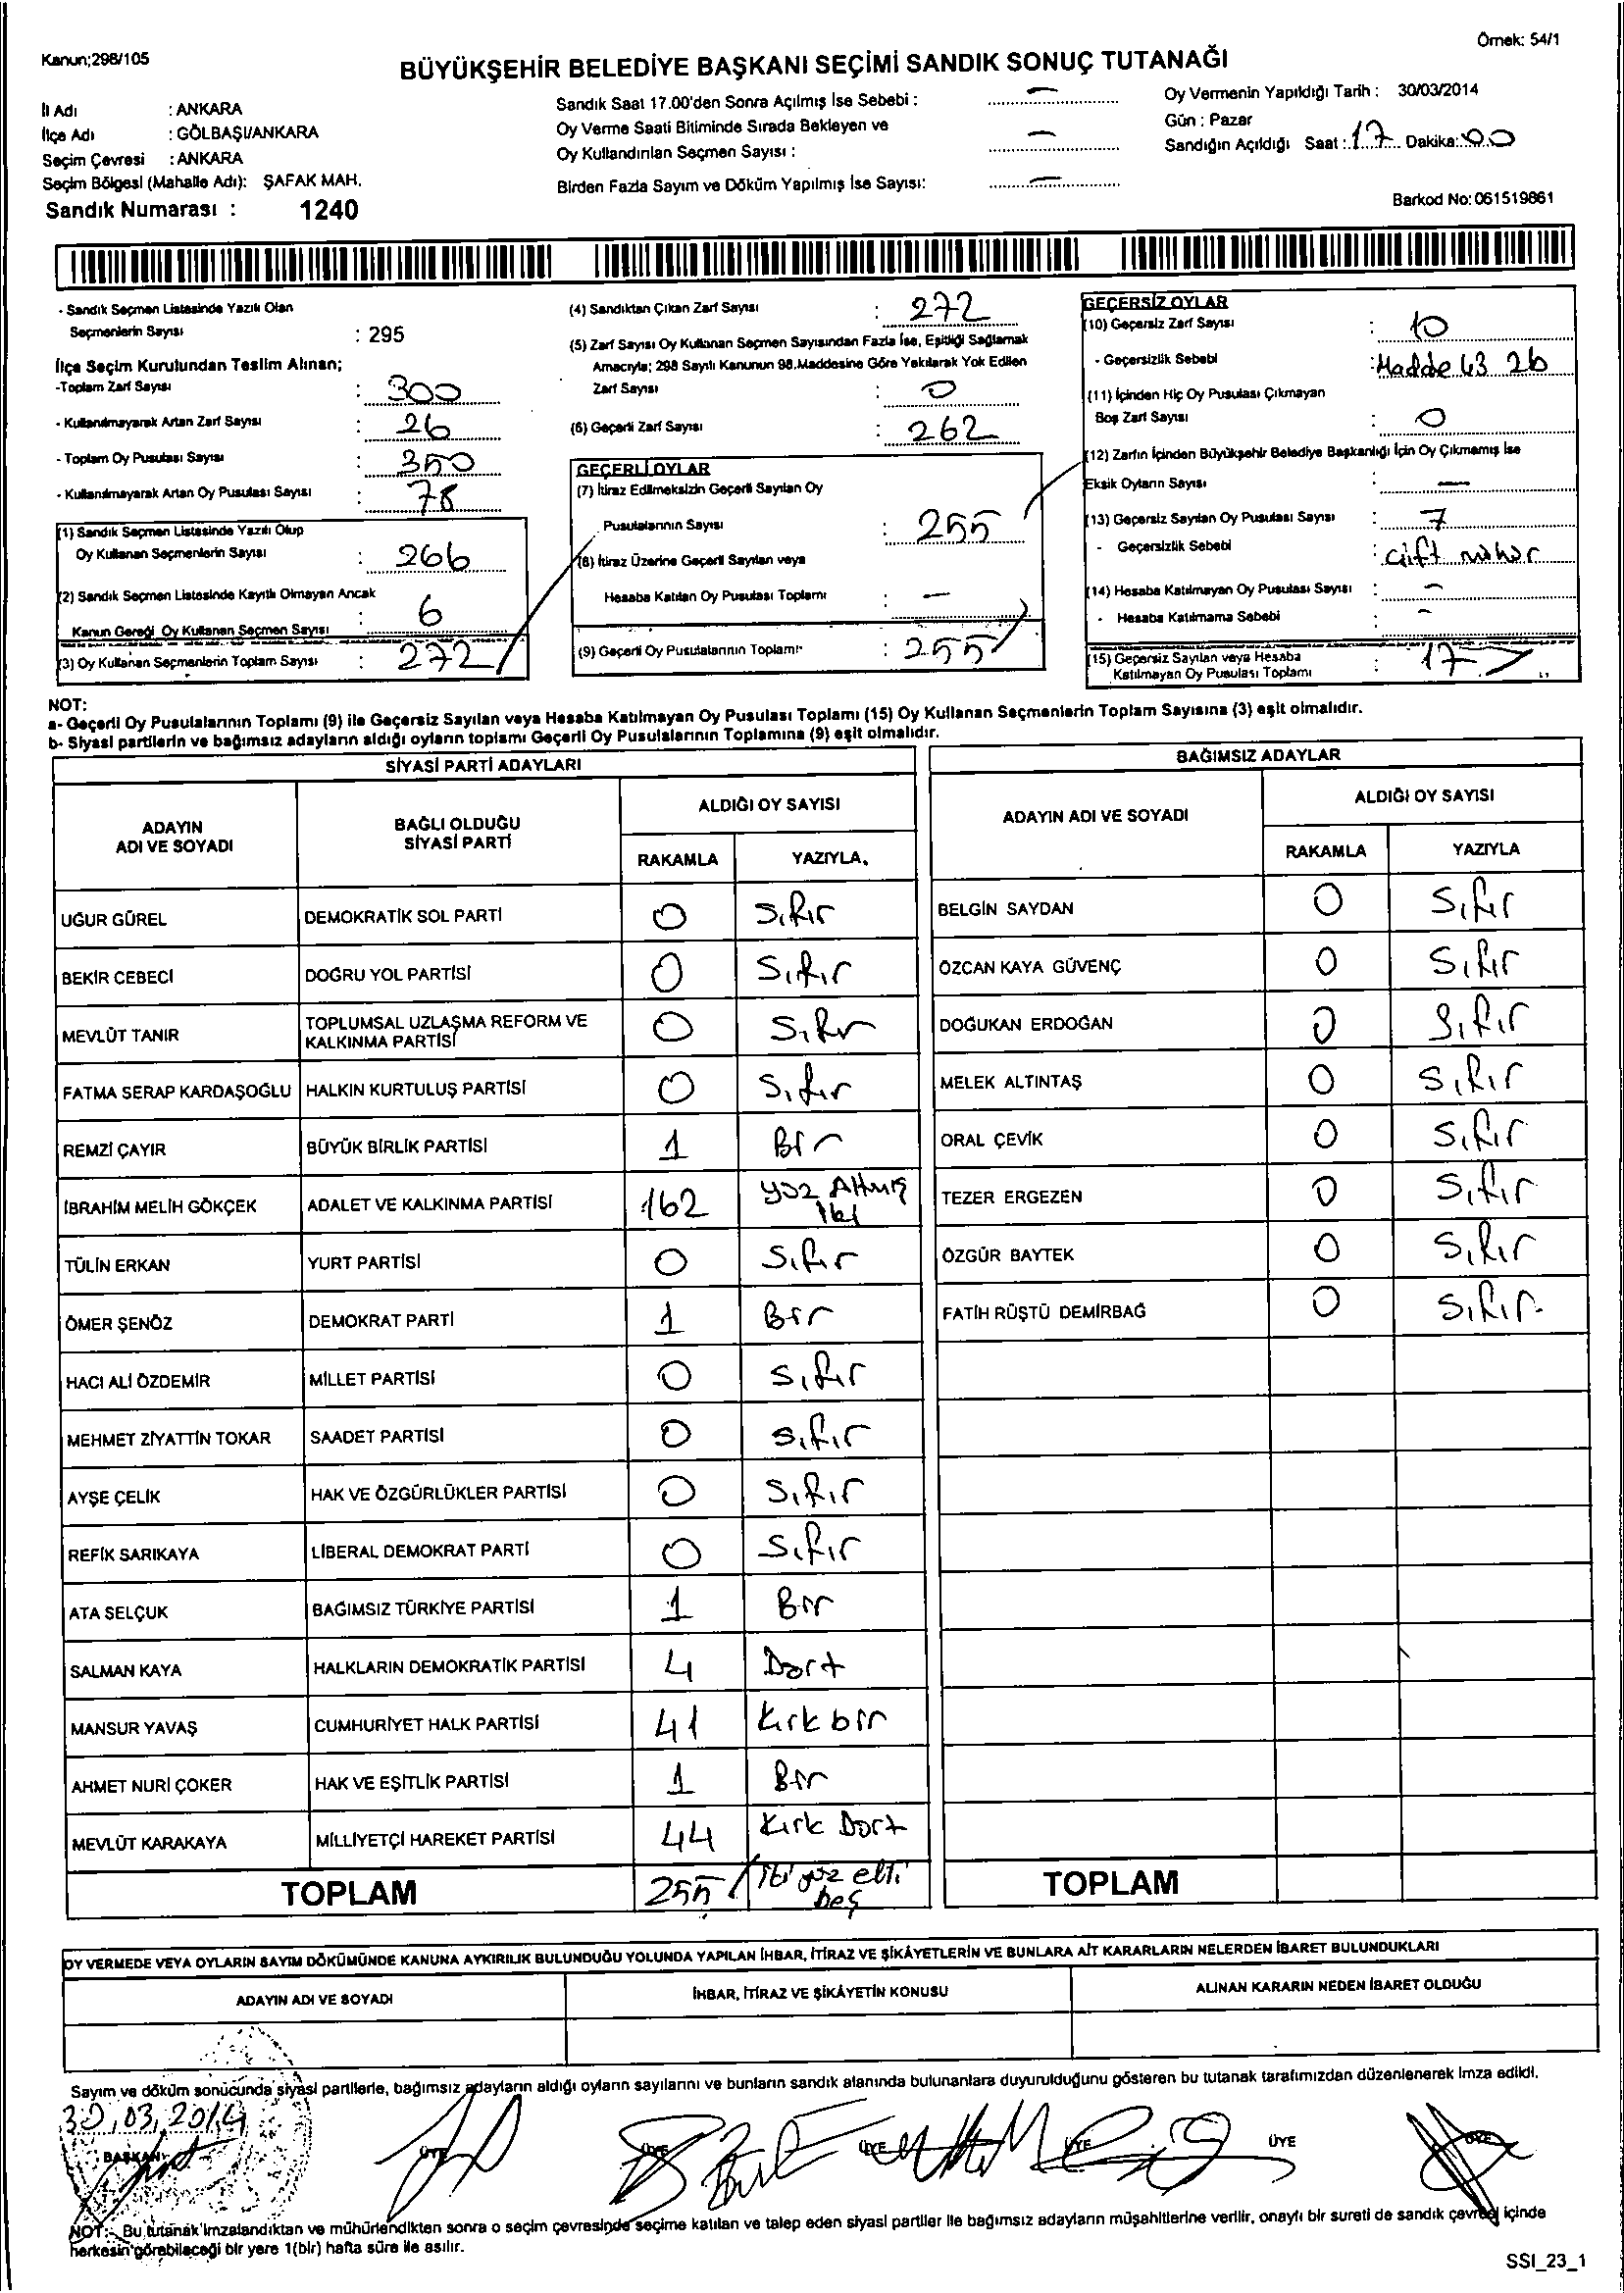 Kanun;298/105
Örnek: 54/1
BÜYÜKŞEHİR BELEDİYE BAŞKANI SEÇİMİ SANDIK SONUÇ TUTANAĞI
İl Adı : ANKARA
İlçe Adı : GÖLBAŞI/ANKARA
Seçim Çevresi : ANKARA
Seçim Bölgesi (Mahalle Adı): ŞAFAK MAH.
Sandık Numarası : 1240
Sandık Saat 17.00'den Sonra Açılmış İse Sebebi : —
Oy Verme Saati Bitiminde Sırada Bekleyen ve
Oy Kullandırılan Seçmen Sayısı : —
Birden Fazla Sayım ve Döküm Yapılmış İse Sayısı: —
Oy Vermenin Yapıldığı Tarih : 30/03/2014
Gün : Pazar
Sandığın Açıldığı Saat : 17 Dakika: 00
Barkod No: 061519861
- Sandık Seçmen Listesinde Yazılı Olan
Seçmenlerin Sayısı : 295
İlçe Seçim Kurulundan Teslim Alınan;
-Toplam Zarf Sayısı : 300
- Kullanılmayarak Artan Zarf Sayısı : 26
- Toplam Oy Pusulası Sayısı : 350
- Kullanılmayarak Artan Oy Pusulası Sayısı : 78
(1) Sandık Seçmen Listesinde Yazılı Olup
Oy Kullanan Seçmenlerin Sayısı : 266
(2) Sandık Seçmen Listesinde Kayıtlı Olmayan Ancak
Kanun Gereği Oy Kullanan Seçmen Sayısı : 6
(3) Oy Kullanan Seçmenlerin Toplam Sayısı : 272
(4) Sandıktan Çıkan Zarf Sayısı : 272
(5) Zarf Sayısı Oy Kullanan Seçmen Sayısından Fazla İse, Eşitliği Sağlamak
Amacıyla; 298 Sayılı Kanunun 98.Maddesine Göre Yakılarak Yok Edilen
Zarf Sayısı : 0
(6) Geçerli Zarf Sayısı : 262
GEÇERLİ OYLAR
(7) İtiraz Edilmeksizin Geçerli Sayılan Oy
Pusulalarının Sayısı : 255
(8) İtiraz Üzerine Geçerli Sayılan veya
Hesaba Katılan Oy Pusulası Toplamı : —
(9) Geçerli Oy Pusulalarının Toplamı : 255
GEÇERSİZ OYLAR
(10) Geçersiz Zarf Sayısı : 10
- Geçersizlik Sebebi : Madde 43 2b
(11) İçinden Hiç Oy Pusulası Çıkmayan
Boş Zarf Sayısı : 0
(12) Zarfın İçinden Büyükşehir Belediye Başkanlığı İçin Oy Çıkmamış İse
Eksik Oyların Sayısı : —
(13) Geçersiz Sayılan Oy Pusulası Sayısı : 7
- Geçersizlik Sebebi : Çift mühür
(14) Hesaba Katılmayan Oy Pusulası Sayısı : —
- Hesaba Katılmama Sebebi : —
(15) Geçersiz Sayılan veya Hesaba
Katılmayan Oy Pusulası Toplamı : 17
NOT:
a- Geçerli Oy Pusulalarının Toplamı (9) ile Geçersiz Sayılan veya Hesaba Katılmayan Oy Pusulası Toplamı (15) Oy Kullanan Seçmenlerin Toplam Sayısına (3) eşit olmalıdır.
b- Siyasi partilerin ve bağımsız adayların aldığı oyların toplamı Geçerli Oy Pusulalarının Toplamına (9) eşit olmalıdır.
SİYASİ PARTİ ADAYLARI
ADAYIN ADI VE SOYADI BAĞLI OLDUĞU SİYASİ PARTİ ALDIĞI OY SAYISI
RAKAMLA YAZIYLA
UĞUR GÜREL DEMOKRATİK SOL PARTİ 0 Sıfır
BEKİR CEBECİ DOĞRU YOL PARTİSİ 0 Sıfır
MEVLÜT TANIR TOPLUMSAL UZLAŞMA REFORM VE KALKINMA PARTİSİ 0 Sıfır
FATMA SERAP KARDAŞOĞLU HALKIN KURTULUŞ PARTİSİ 0 Sıfır
REMZİ ÇAYIR BÜYÜK BİRLİK PARTİSİ 1 Bir
İBRAHİM MELİH GÖKÇEK ADALET VE KALKINMA PARTİSİ 162 yüz Altmış iki
TÜLİN ERKAN YURT PARTİSİ 0 Sıfır
ÖMER ŞENÖZ DEMOKRAT PARTİ 1 Bir
HACI ALİ ÖZDEMİR MİLLET PARTİSİ 0 Sıfır
MEHMET ZİYATTİN TOKAR SAADET PARTİSİ 0 Sıfır
AYŞE ÇELİK HAK VE ÖZGÜRLÜKLER PARTİSİ 0 Sıfır
REFİK SARIKAYA LİBERAL DEMOKRAT PARTİ 0 Sıfır
ATA SELÇUK BAĞIMSIZ TÜRKİYE PARTİSİ 1 Bir
SALMAN KAYA HALKLARIN DEMOKRATİK PARTİSİ 4 Dört
MANSUR YAVAŞ CUMHURİYET HALK PARTİSİ 41 Kırk bir
AHMET NURİ ÇOKER HAK VE EŞİTLİK PARTİSİ 1 Bir
MEVLÜT KARAKAYA MİLLİYETÇİ HAREKET PARTİSİ 44 Kırk Dört
TOPLAM 255 iki yüz elli beş
BAĞIMSIZ ADAYLAR
ADAYIN ADI VE SOYADI ALDIĞI OY SAYISI
RAKAMLA YAZIYLA
BELGİN SAYDAN 0 Sıfır
ÖZCAN KAYA GÜVENÇ 0 Sıfır
DOĞUKAN ERDOĞAN 0 Sıfır
MELEK ALTINTAŞ 0 Sıfır
ORAL ÇEVİK 0 Sıfır
TEZER ERGEZEN 0 Sıfır
ÖZGÜR BAYTEK 0 Sıfır
FATİH RÜŞTÜ DEMİRBAĞ 0 Sıfır
TOPLAM
OY VERMEDE VEYA OYLARIN SAYIM DÖKÜMÜNDE KANUNA AYKIRILIK BULUNDUĞU YOLUNDA YAPILAN İHBAR, İTİRAZ VE ŞİKÂYETLERİN VE BUNLARA AİT KARARLARIN NELERDEN İBARET BULUNDUKLARI
ADAYIN ADI VE SOYADI İHBAR, İTİRAZ VE ŞİKÂYETİN KONUSU ALINAN KARARIN NEDEN İBARET OLDUĞU
Sayım ve döküm sonucunda siyasi partilerle, bağımsız adayların aldığı oyların sayılarını ve bunların sandık alanında bulunanlara duyurulduğunu gösteren bu tutanak tarafımızdan düzenlenerek imza edildi.
30.03.2014
BAŞKAN ÜYE ÜYE ÜYE ÜYE ÜYE ÜYE
NOT:- Bu tutanak imzalandıktan ve mühürlendikten sonra o seçim çevresinde seçime katılan ve talep eden siyasi partiler ile bağımsız adayların müşahitlerine verilir, onaylı bir sureti de sandık çevresi içinde
herkesin görebileceği bir yere 1(bir) hafta süre ile asılır.
SSI_23_1